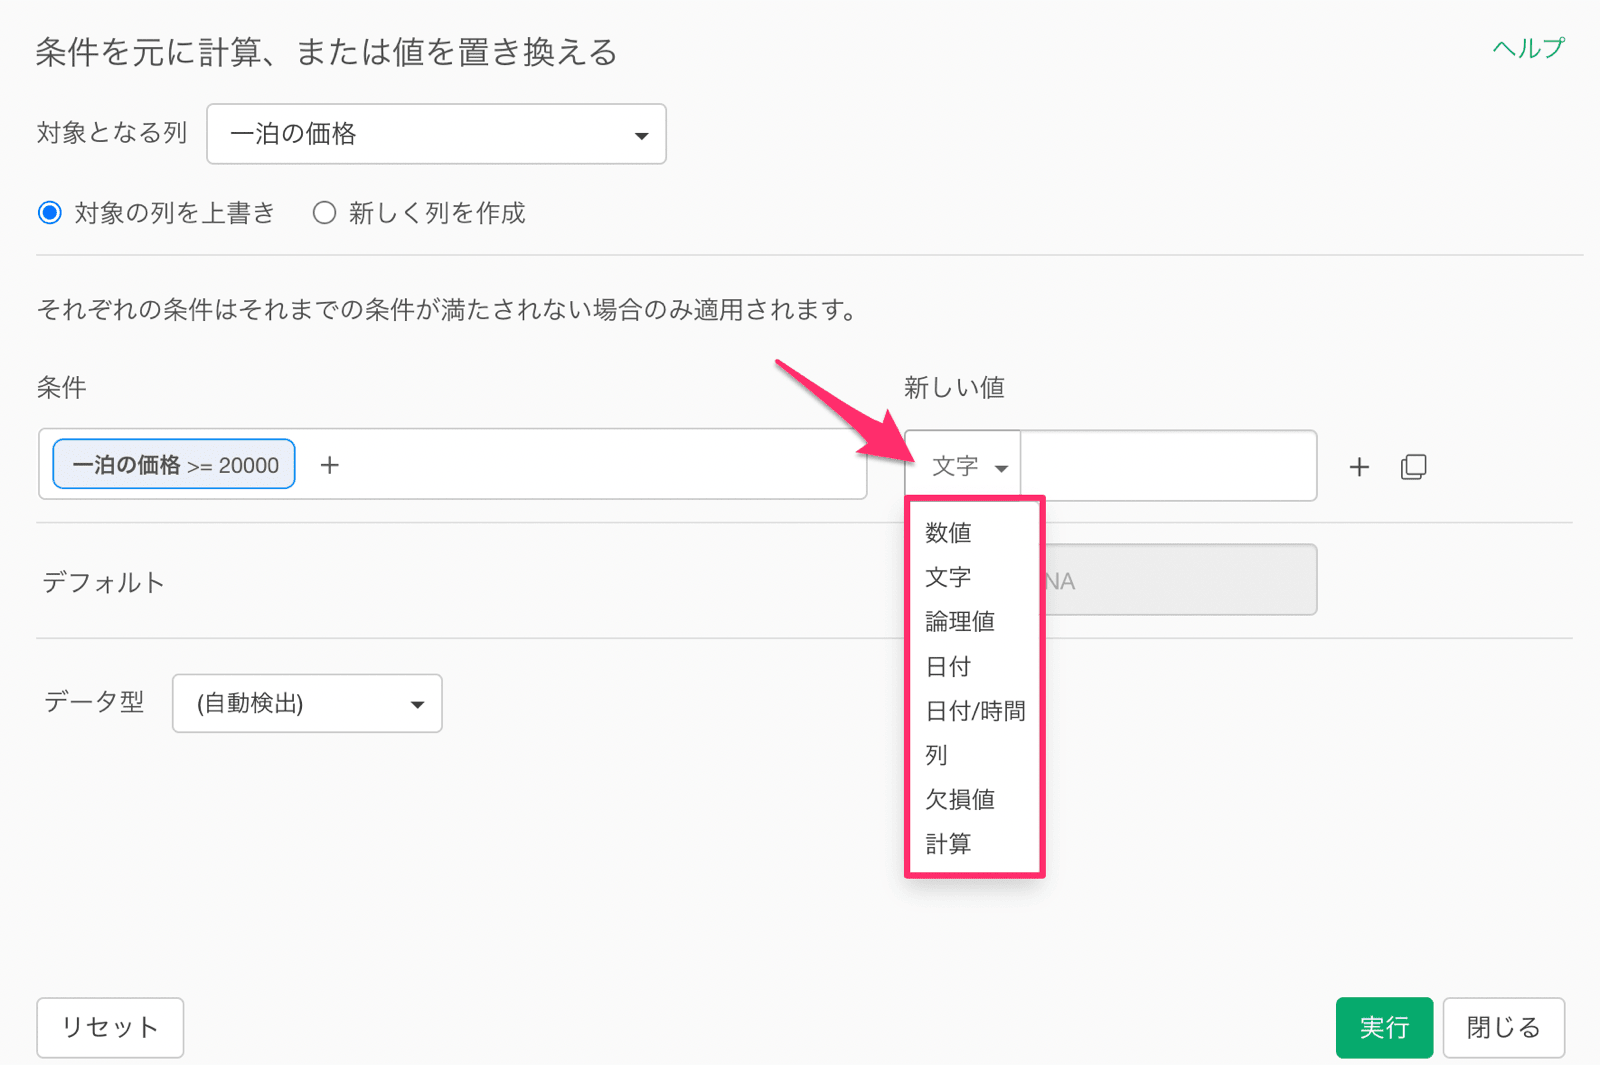 条件を元に計算、または値を置き換える
ヘルプ
対象となる列 一泊の価格
対象の列を上書き 新しく列を作成
それぞれの条件はそれまでの条件が満たされない場合のみ適用されます。
条件 新しい値
一泊の価格 >= 20000 + 文字 +
数値
文字
論理値
日付
日付/時間
列
欠損値
計算
デフォルト NA
データ型 (自動検出)
リセット 実行 閉じる